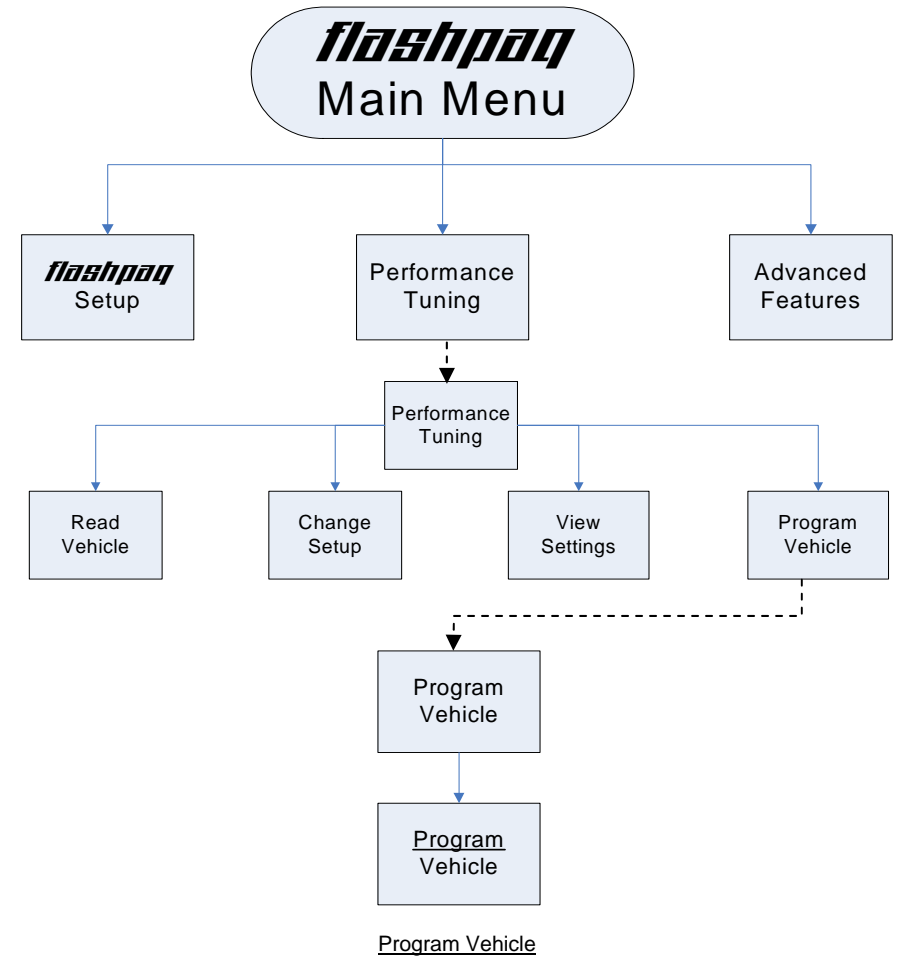 flashpaq
Main Menu
flashpaq
Setup
Performance
Tuning
Advanced
Features
Performance
Tuning
Read
Vehicle
Change
Setup
View
Settings
Program
Vehicle
Program
Vehicle
Program
Vehicle
Program Vehicle